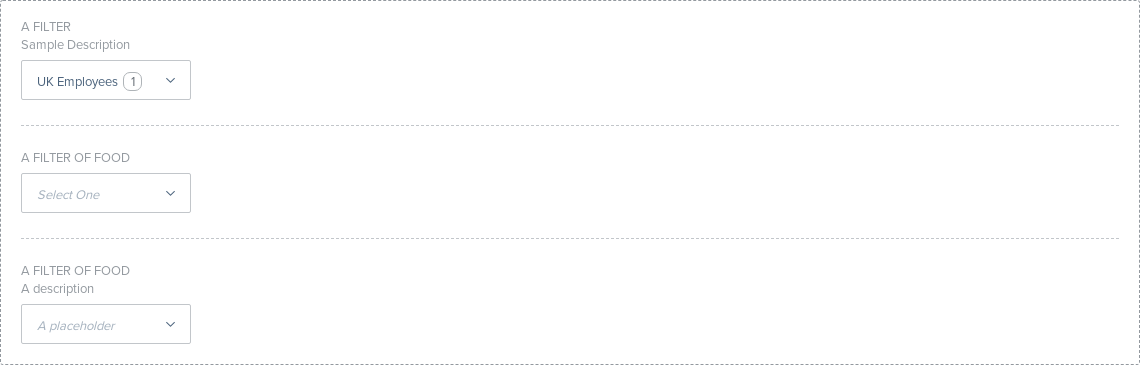 A FILTER
Sample Description
UK Employees 1
A FILTER OF FOOD
Select One
A FILTER OF FOOD
A description
A placeholder